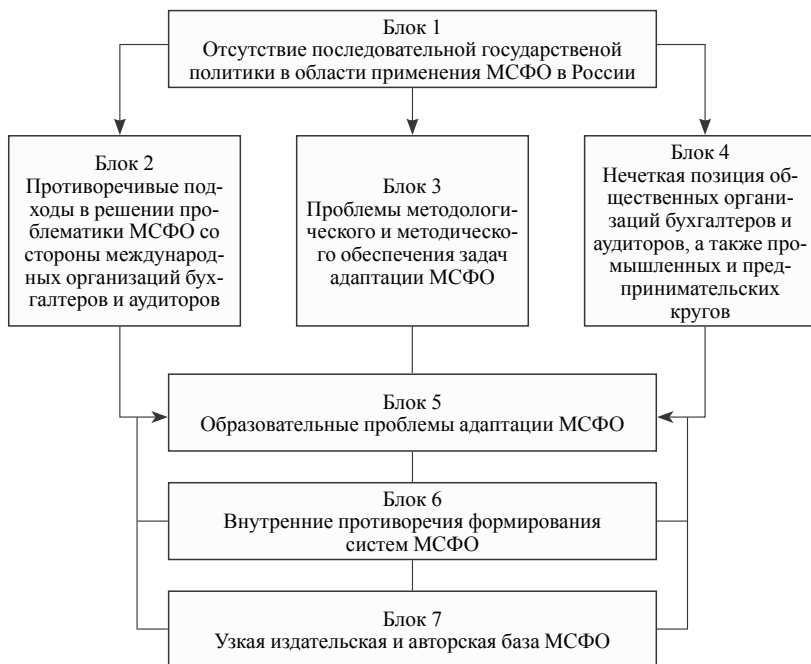 Блок 1
Отсутствие последовательной государственой
политики в области применения МСФО в России
Блок 2
Противоречивые под-
ходы в решении про-
блематики МСФО со
стороны международ-
ных организаций бух-
галтеров и аудиторов
Блок 3
Проблемы методологи-
ческого и методическо-
го обеспечения задач
адаптации МСФО
Блок 4
Нечеткая позиция об-
щественных органи-
заций бухгалтеров и
аудиторов, а также про-
мышленных и пред-
принимательских
кругов
Блок 5
Образовательные проблемы адаптации МСФО
Блок 6
Внутренние противоречия формирования
систем МСФО
Блок 7
Узкая издательская и авторская база МСФО